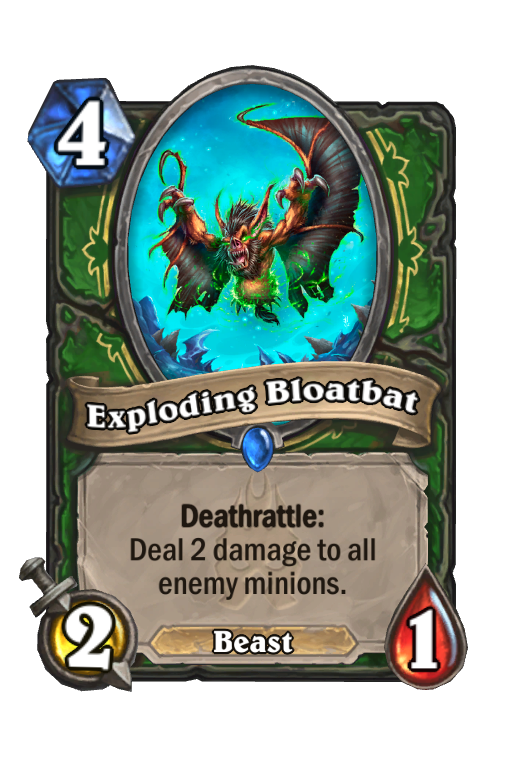 4
Exploding Bloatbat
Deathrattle:
Deal 2 damage to all
enemy minions.
2
Beast
1